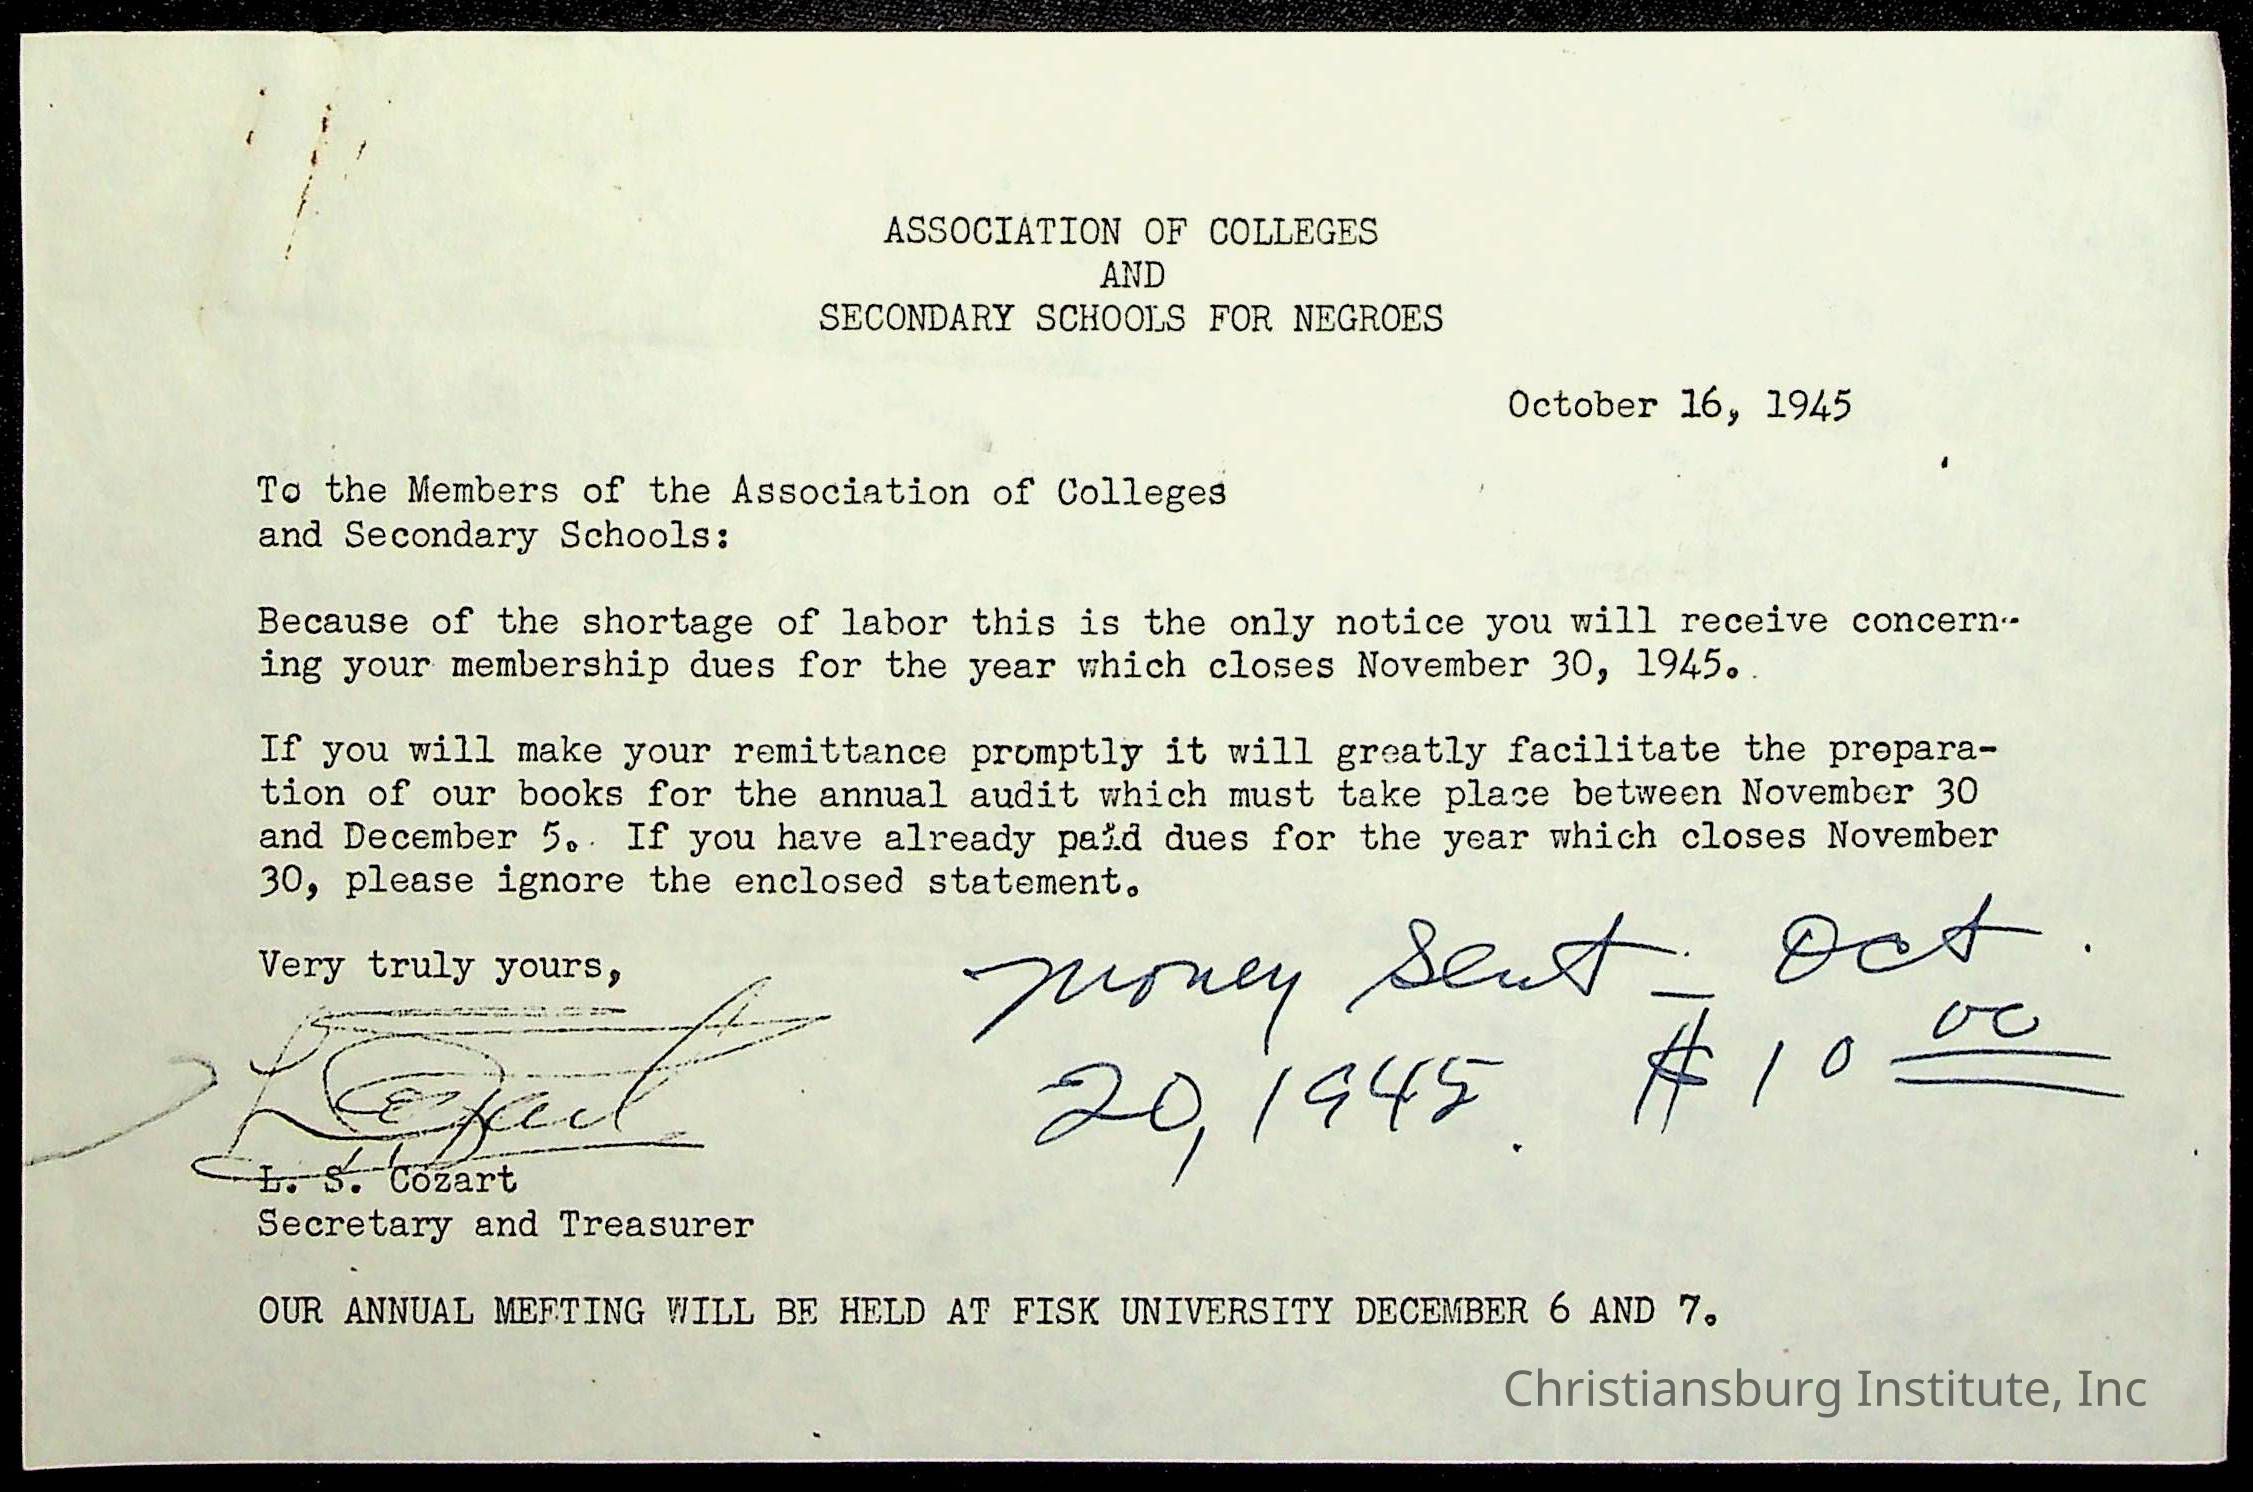 ASSOCIATION OF COLLEGES
AND
SECONDARY SCHOOLS FOR NEGROES
October 16, 1945
To the Members of the Association of Colleges
and Secondary Schools:
Because of the shortage of labor this is the only notice you will receive concern-
ing your membership dues for the year which closes November 30, 1945.
If you will make your remittance promptly it will greatly facilitate the prepara-
tion of our books for the annual audit which must take place between November 30
and December 5. If you have already paid dues for the year which closes November
30, please ignore the enclosed statement.
Very truly yours,
L S Cozart
L. S. Cozart
Secretary and Treasurer
money sent – Oct.
20, 1945. $10 00
OUR ANNUAL MEETING WILL BE HELD AT FISK UNIVERSITY DECEMBER 6 AND 7.
Christiansburg Institute, Inc